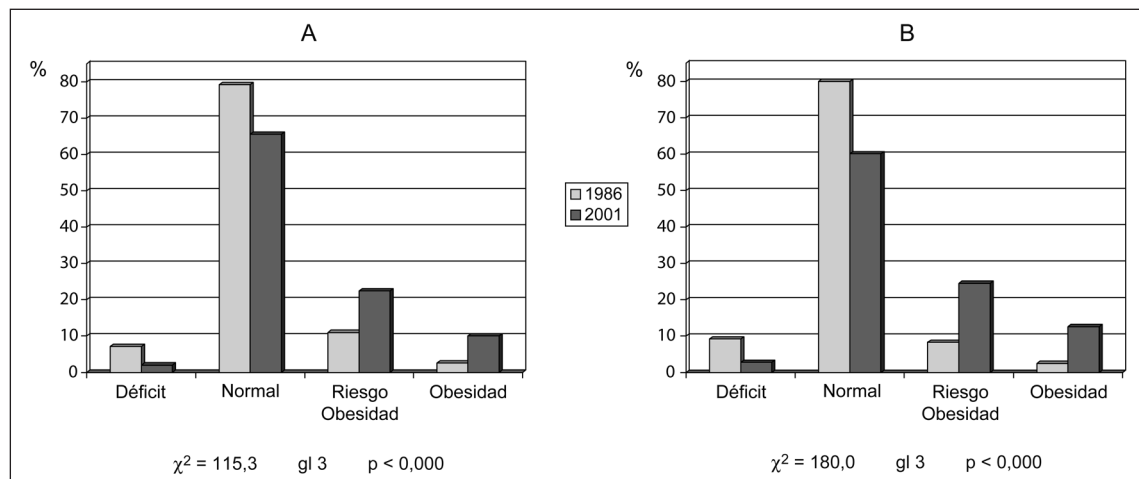 A
%
80
70
60
50
40
30
20
10
0
Déficit
Normal
Riesgo
Obesidad
Obesidad
χ² = 115,3 gl 3 p < 0,000
1986
2001
B
%
80
70
60
50
40
30
20
10
0
Déficit
Normal
Riesgo
Obesidad
Obesidad
χ² = 180,0 gl 3 p < 0,000